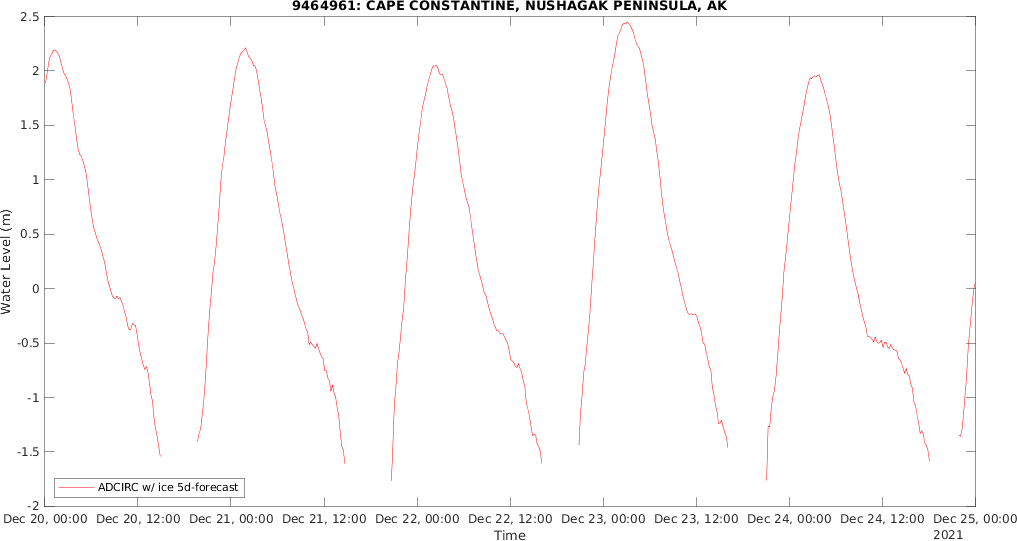 9464961: CAPE CONSTANTINE, NUSHAGAK PENINSULA, AK
2.5
2
1.5
1
0.5
0
-0.5
-1
-1.5
-2
Water Level (m)
ADCIRC w/ ice 5d-forecast
Dec 20, 00:00 Dec 20, 12:00 Dec 21, 00:00 Dec 21, 12:00 Dec 22, 00:00 Dec 22, 12:00 Dec 23, 00:00 Dec 23, 12:00 Dec 24, 00:00 Dec 24, 12:00 Dec 25, 00:00
Time
2021